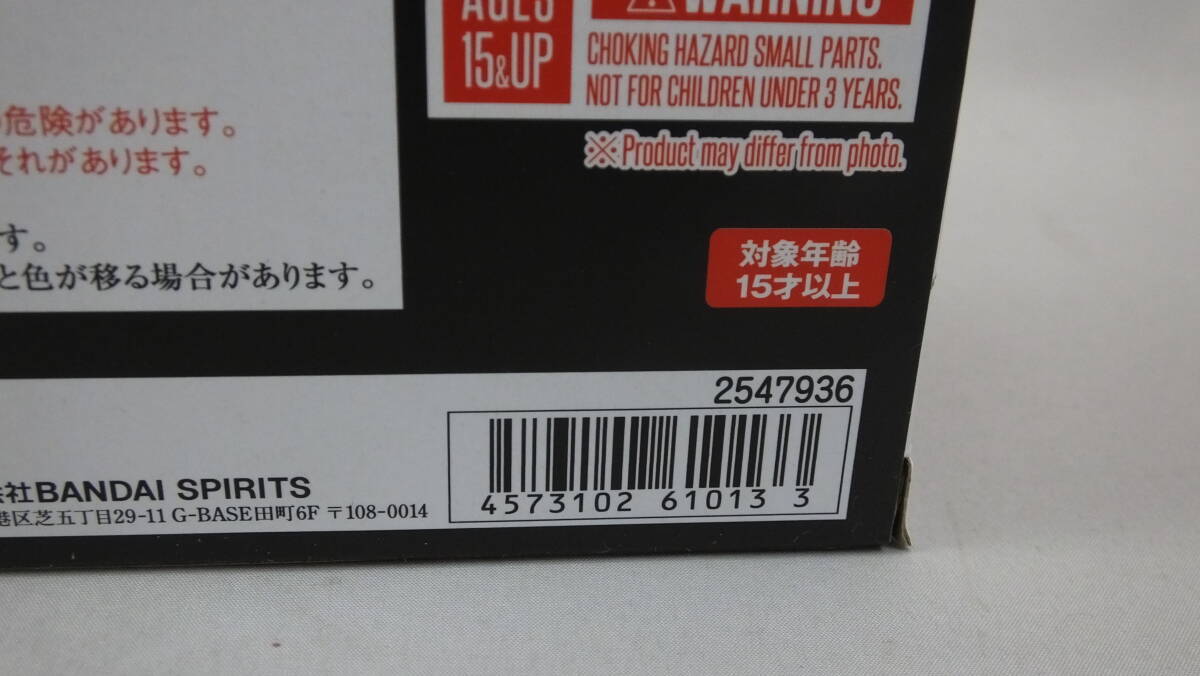 AGES
15&UP
⚠WARNING
CHOKING HAZARD SMALL PARTS.
NOT FOR CHILDREN UNDER 3 YEARS.
※Product may differ from photo.
危険があります。
それがあります。
す。
と色が移る場合があります。
対象年齢
15才以上
2547936
4573102 61013 3
社BANDAI SPIRITS
港区芝五丁目29-11 G-BASE田町6F 〒108-0014